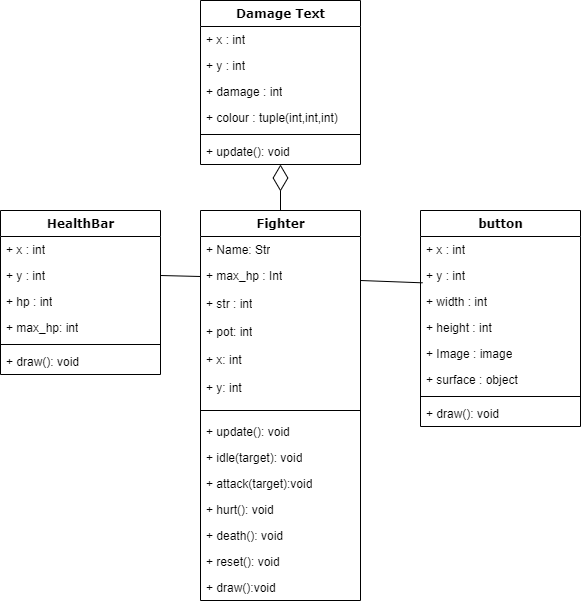 Damage Text
+ x : int
+ y : int
+ damage : int
+ colour : tuple(int,int,int)
+ update(): void
HealthBar
+ x : int
+ y : int
+ hp : int
+ max_hp: int
+ draw(): void
Fighter
+ Name: Str
+ max_hp : Int
+ str : int
+ pot: int
+ x: int
+ y: int
+ update(): void
+ idle(target): void
+ attack(target):void
+ hurt(): void
+ death(): void
+ reset(): void
+ draw():void
button
+ x : int
+ y : int
+ width : int
+ height : int
+ Image : image
+ surface : object
+ draw(): void